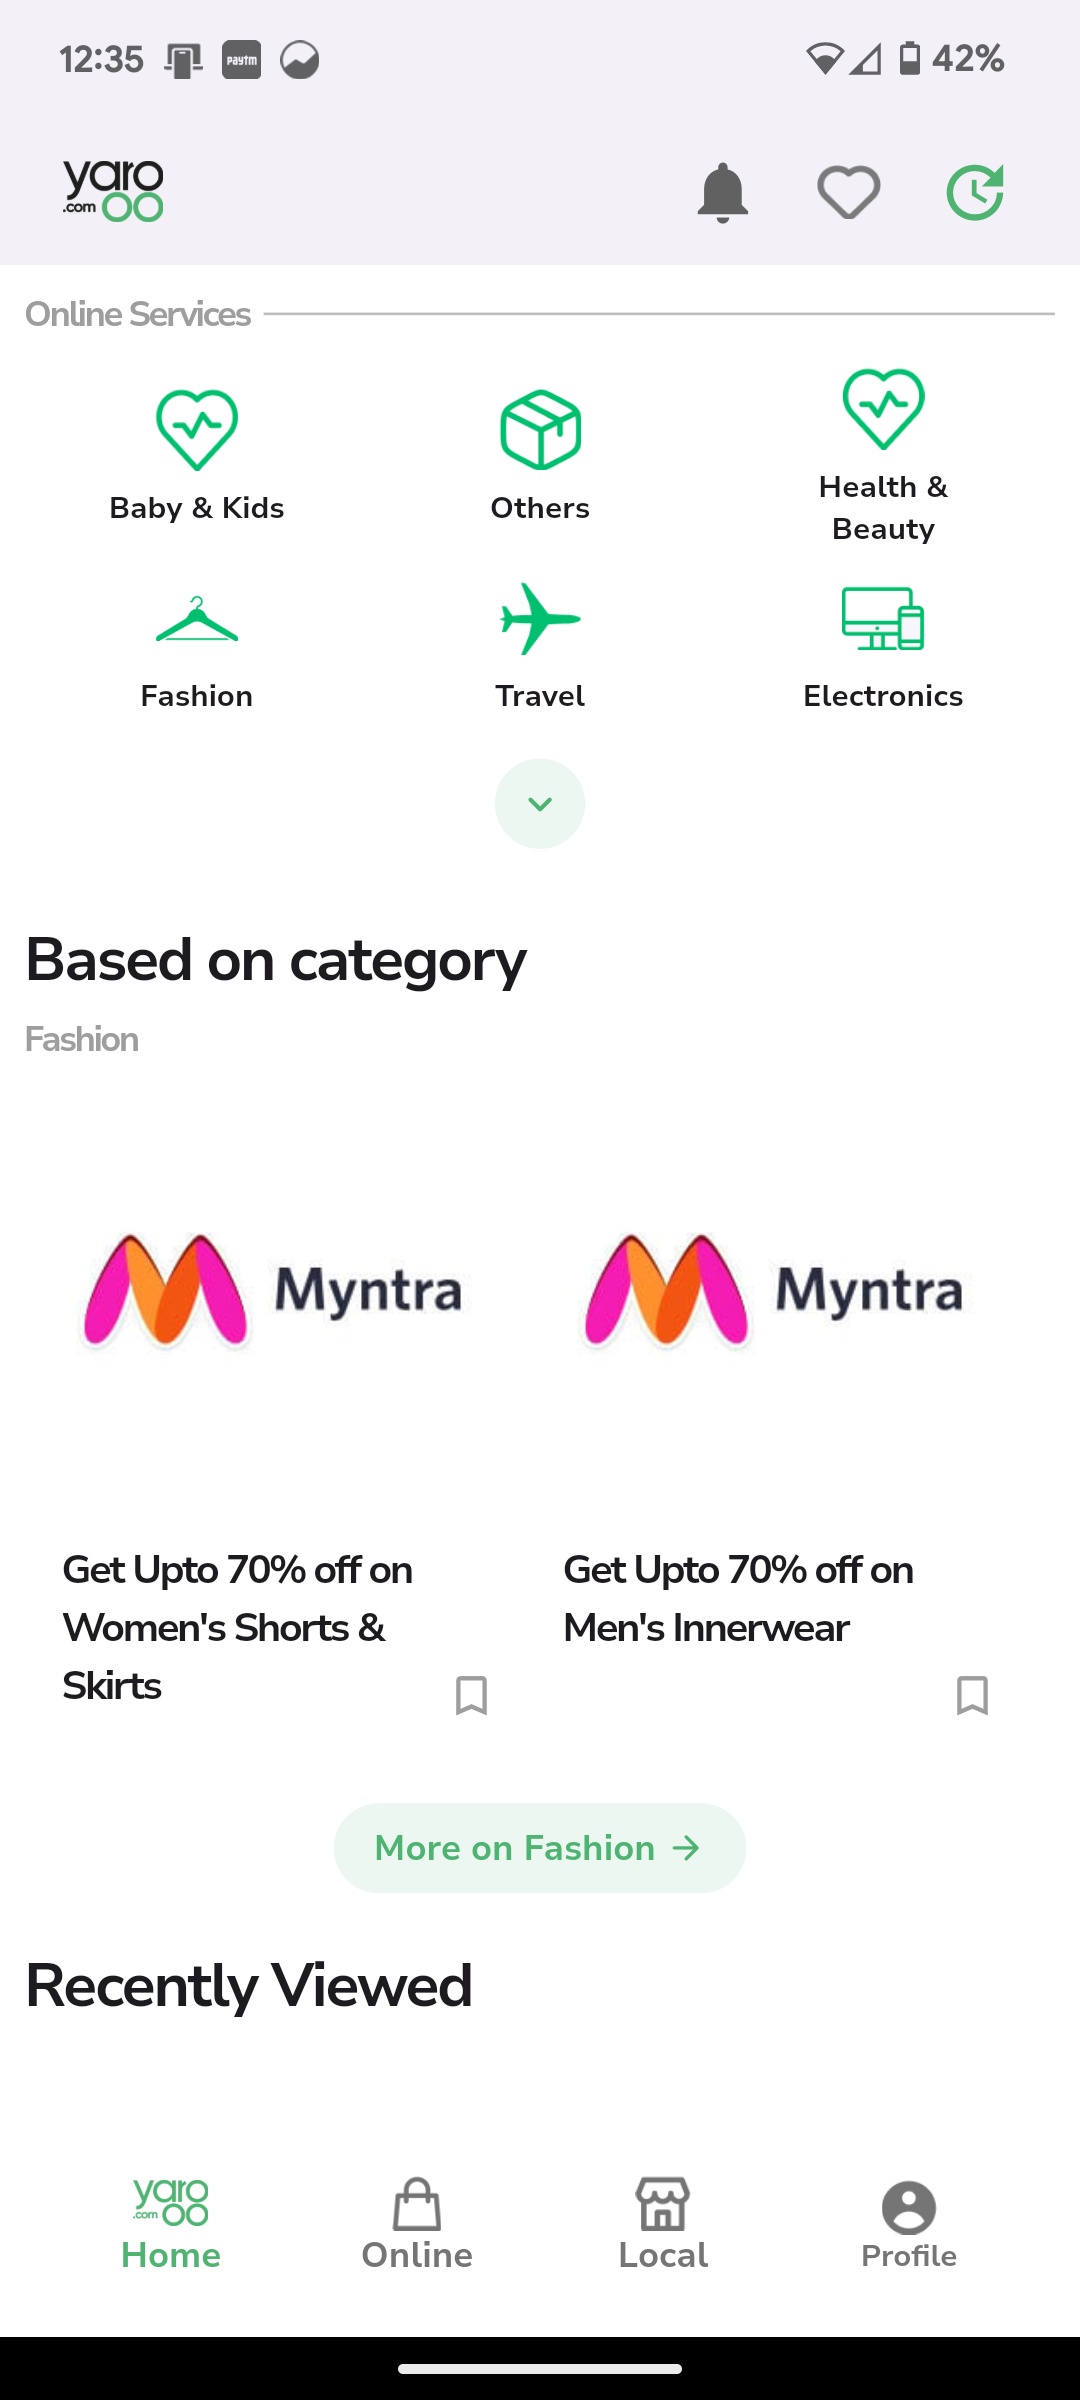 12:35
paytm
42%
yaro
.com
Online Services
Baby & Kids
Others
Health &
Beauty
Fashion
Travel
Electronics
Based on category
Fashion
Myntra
Myntra
Get Upto 70% off on
Women's Shorts &
Skirts
Get Upto 70% off on
Men's Innerwear
More on Fashion
Recently Viewed
yaro
.com
Home
Online
Local
Profile